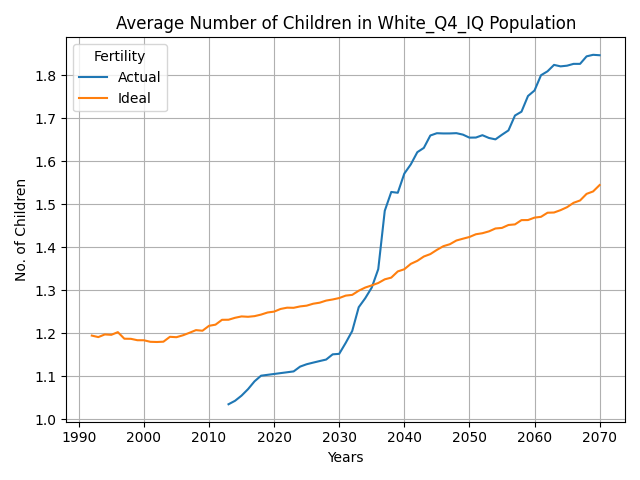 Average Number of Children in White_Q4_IQ Population
Fertility
Actual
Ideal
No. of Children
1.8
1.7
1.6
1.5
1.4
1.3
1.2
1.1
1.0
1990 2000 2010 2020 2030 2040 2050 2060 2070
Years